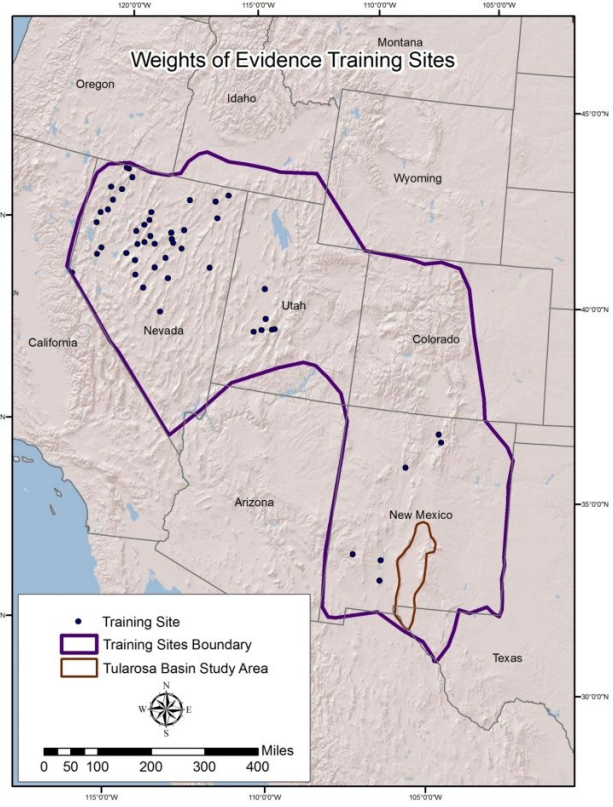 120°0'0"W 115°0'0"W 110°0'0"W 105°0'0"W
Weights of Evidence Training Sites
Montana
Oregon
Idaho
45°0'0"N
Wyoming
Utah
40°0'0"N
Nevada
Colorado
California
35°0'0"N
Arizona
New Mexico
Training Site
Training Sites Boundary
Texas
Tularosa Basin Study Area
N
W E
S
30°0'0"N
Miles
0 50 100 200 300 400
115°0'0"W 110°0'0"W 105°0'0"W